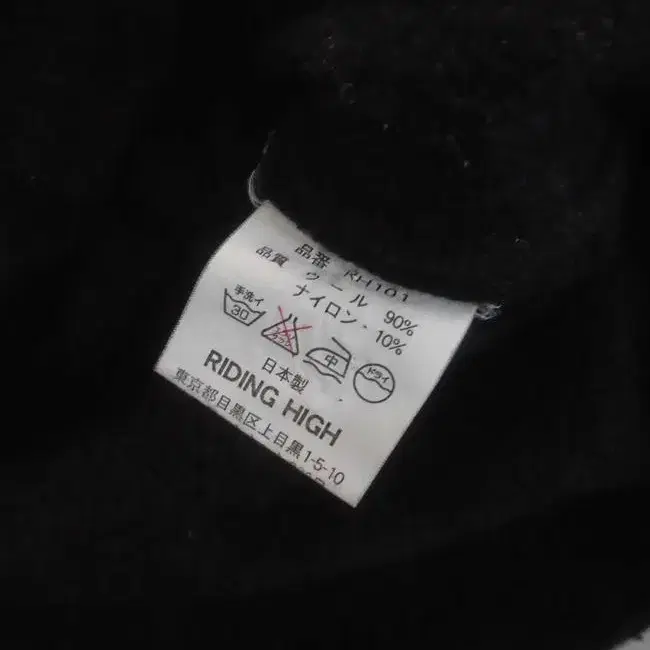 品番 RH101
品質 ウール 90%
ナイロン 10%
手洗イ 30 中 ドライ
日本製
RIDING HIGH
東京都目黒区上目黒1-5-10